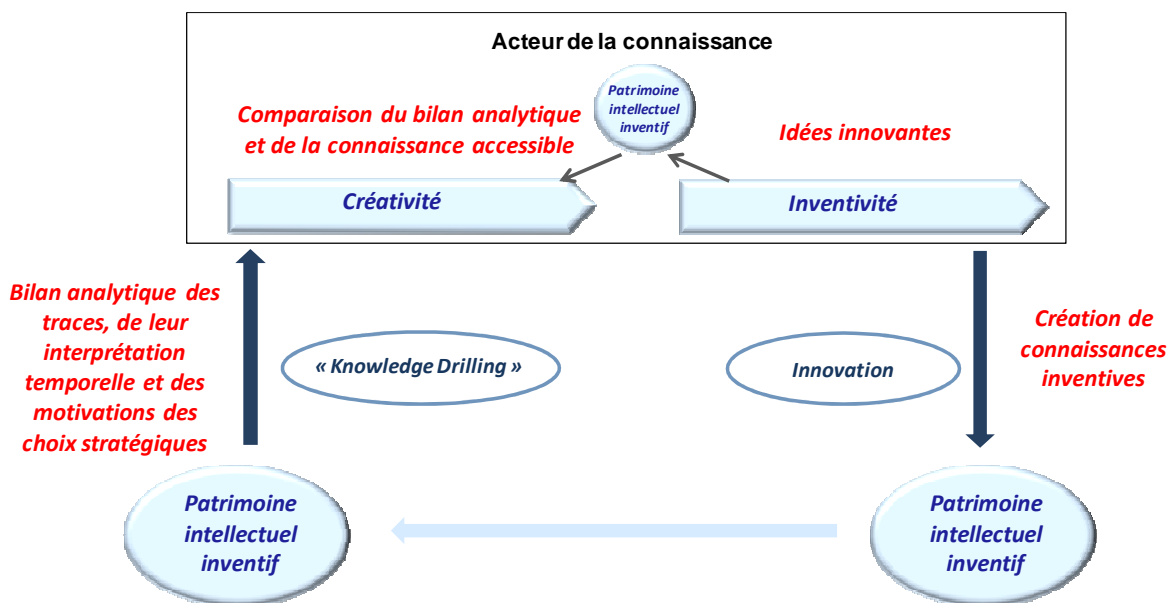 Acteur de la connaissance
Patrimoine
intellectuel
inventif
Comparaison du bilan analytique
et de la connaissance accessible
Idées innovantes
Créativité
Inventivité
Bilan analytique des
traces, de leur
interprétation
temporelle et des
motivations des
choix stratégiques
« Knowledge Drilling »
Innovation
Création de
connaissances
inventives
Patrimoine
intellectuel
inventif
Patrimoine
intellectuel
inventif